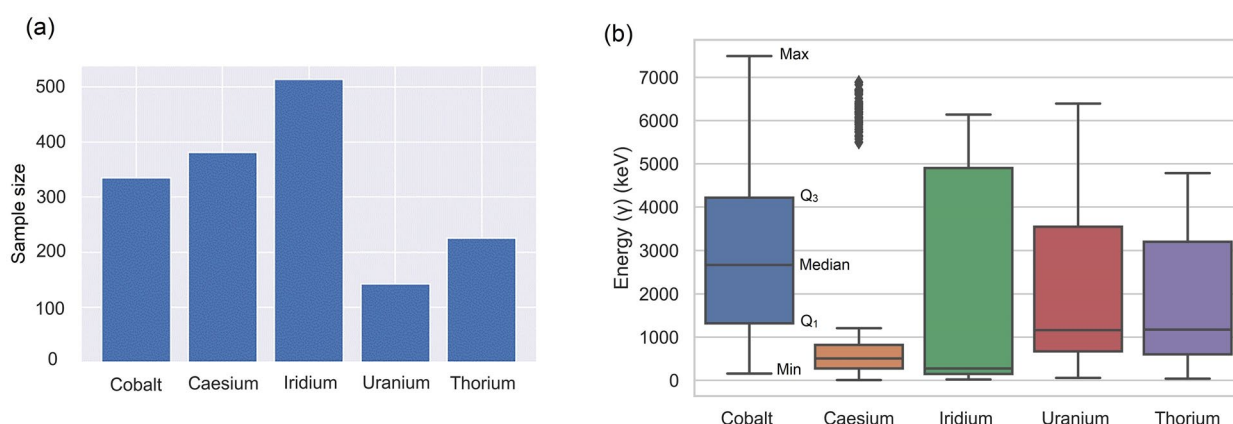 (a)
500
400
300
200
100
0
Sample size
Cobalt Caesium Iridium Uranium Thorium
(b)
7000
6000
5000
4000
3000
2000
1000
0
Energy (γ) (keV)
Max
Q₃
Median
Q₁
Min
Cobalt Caesium Iridium Uranium Thorium